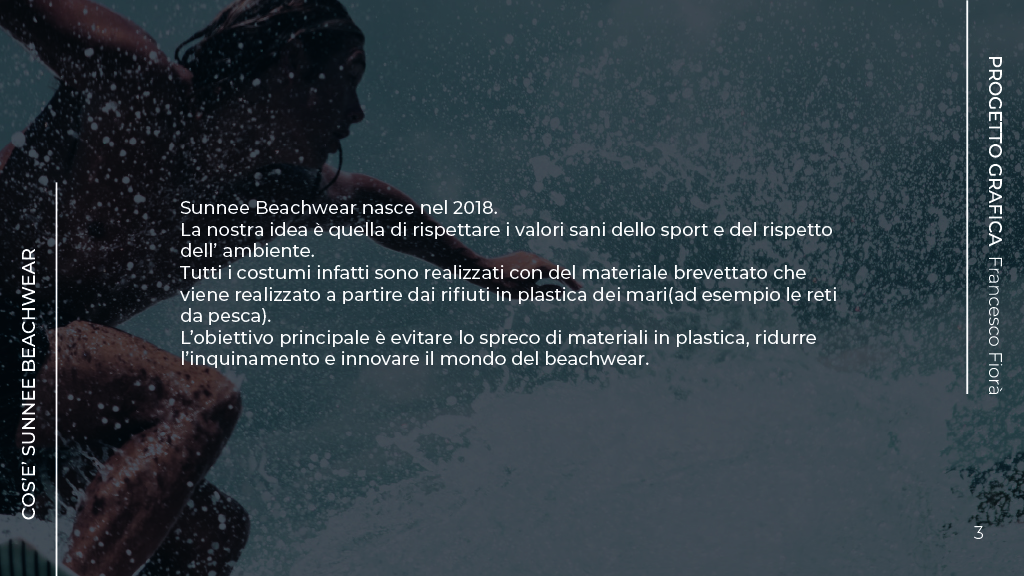 COS'E' SUNNEE BEACHWEAR
Sunnee Beachwear nasce nel 2018.
La nostra idea è quella di rispettare i valori sani dello sport e del rispetto
dell' ambiente.
Tutti i costumi infatti sono realizzati con del materiale brevettato che
viene realizzato a partire dai rifiuti in plastica dei mari(ad esempio le reti
da pesca).
L'obiettivo principale è evitare lo spreco di materiali in plastica, ridurre
l'inquinamento e innovare il mondo del beachwear.
PROGETTO GRAFICA Francesco Fiorà
3